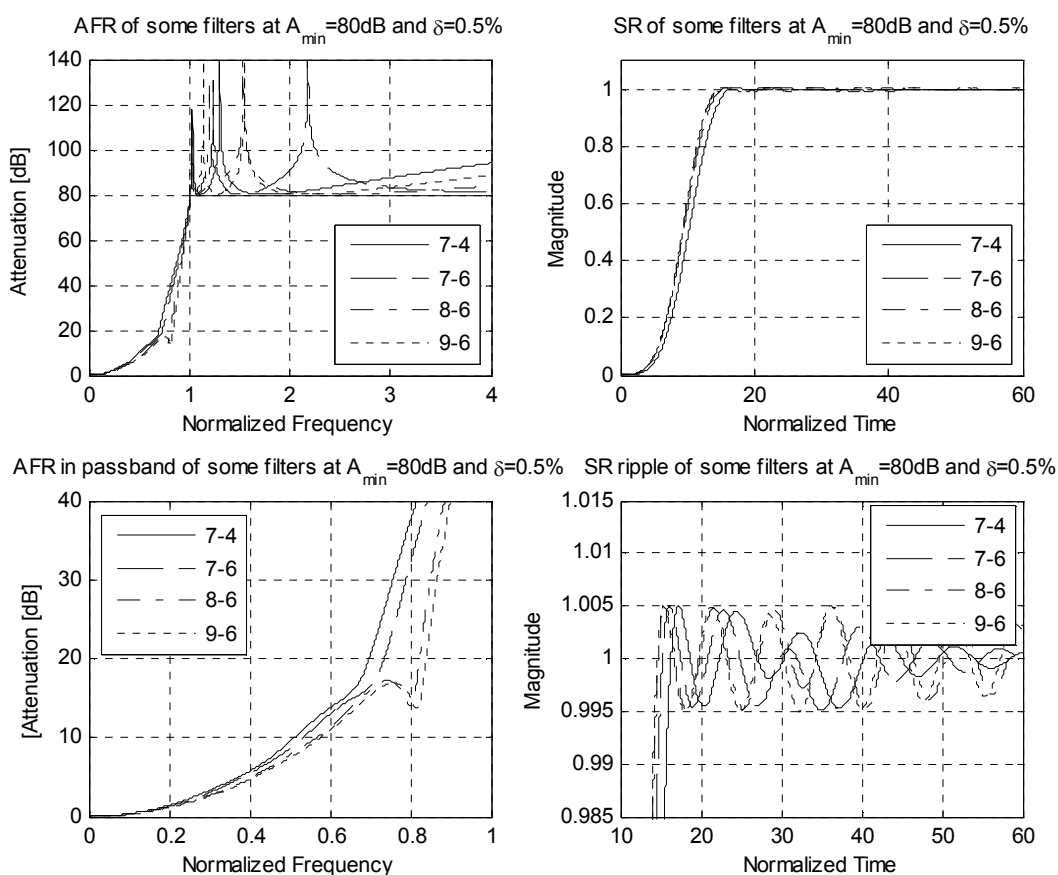 AFR of some filters at Amin=80dB and δ=0.5%
140
120
100
80
60
40
20
0
Attenuation [dB]
0 1 2 3 4
Normalized Frequency
7-4
7-6
8-6
9-6
SR of some filters at Amin=80dB and δ=0.5%
1
0.8
0.6
0.4
0.2
0
Magnitude
0 20 40 60
Normalized Time
7-4
7-6
8-6
9-6
AFR in passband of some filters at Amin=80dB and δ=0.5%
40
30
20
10
0
[Attenuation [dB]
0 0.2 0.4 0.6 0.8 1
Normalized Frequency
7-4
7-6
8-6
9-6
SR ripple of some filters at Amin=80dB and δ=0.5%
1.015
1.01
1.005
1
0.995
0.99
0.985
Magnitude
10 20 30 40 50 60
Normalized Time
7-4
7-6
8-6
9-6